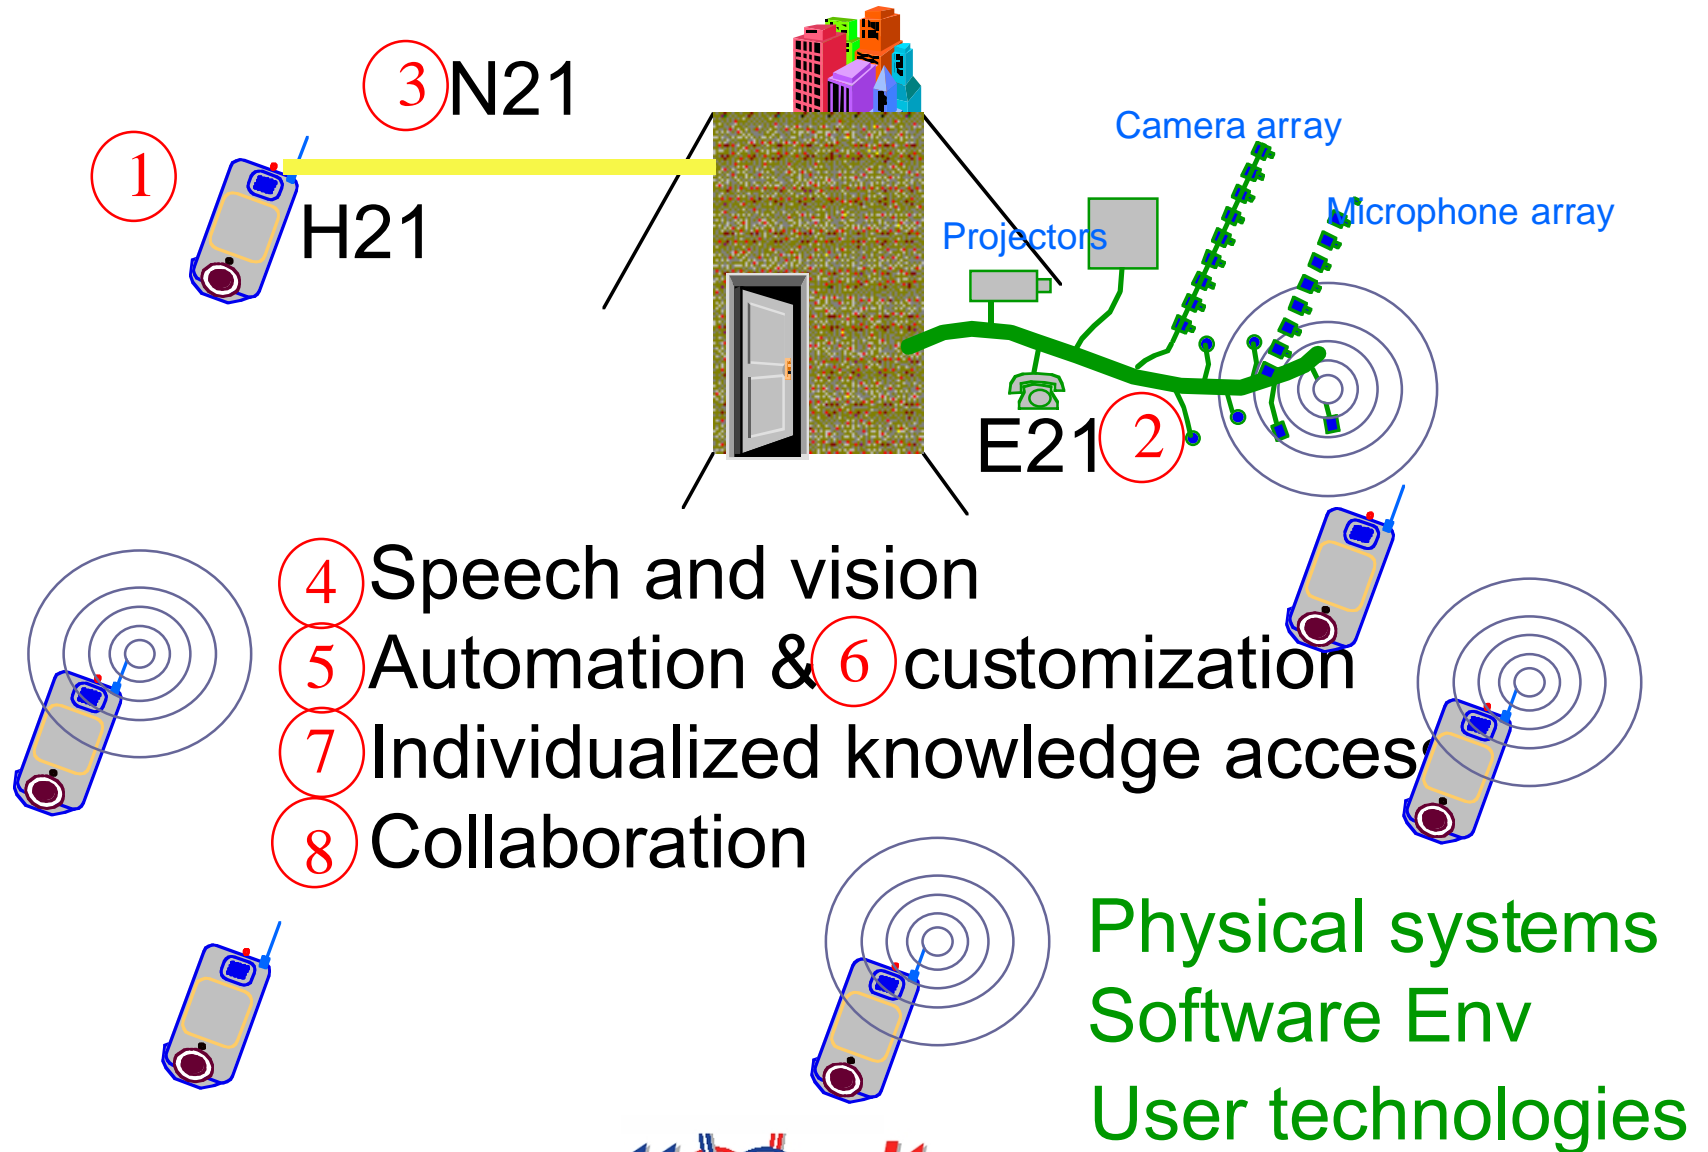 3 N21
1
H21
Camera array
Microphone array
Projectors
E21 2
4 Speech and vision
5 Automation & 6 customization
7 Individualized knowledge access
8 Collaboration
Physical systems
Software Env
User technologies